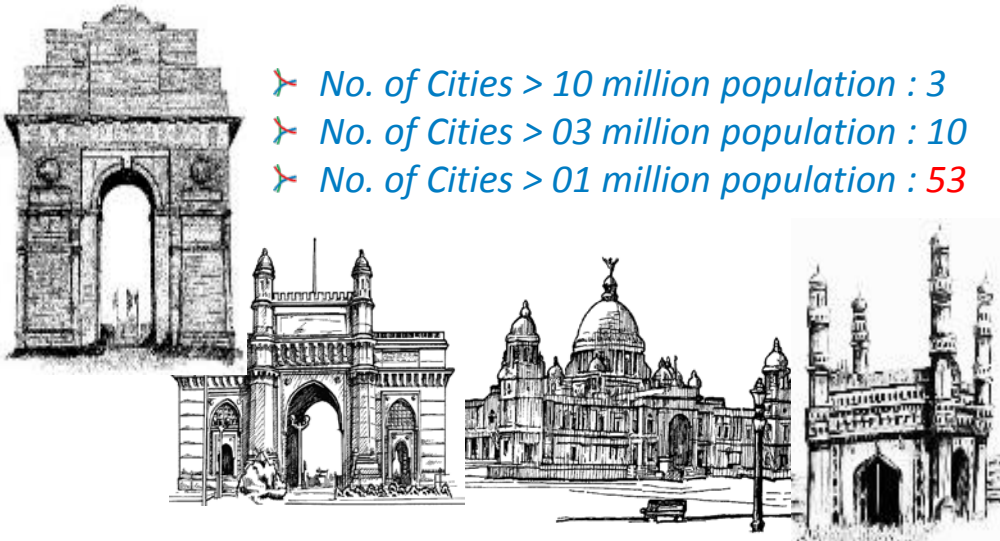 No. of Cities > 10 million population : 3
No. of Cities > 03 million population : 10
No. of Cities > 01 million population : 53